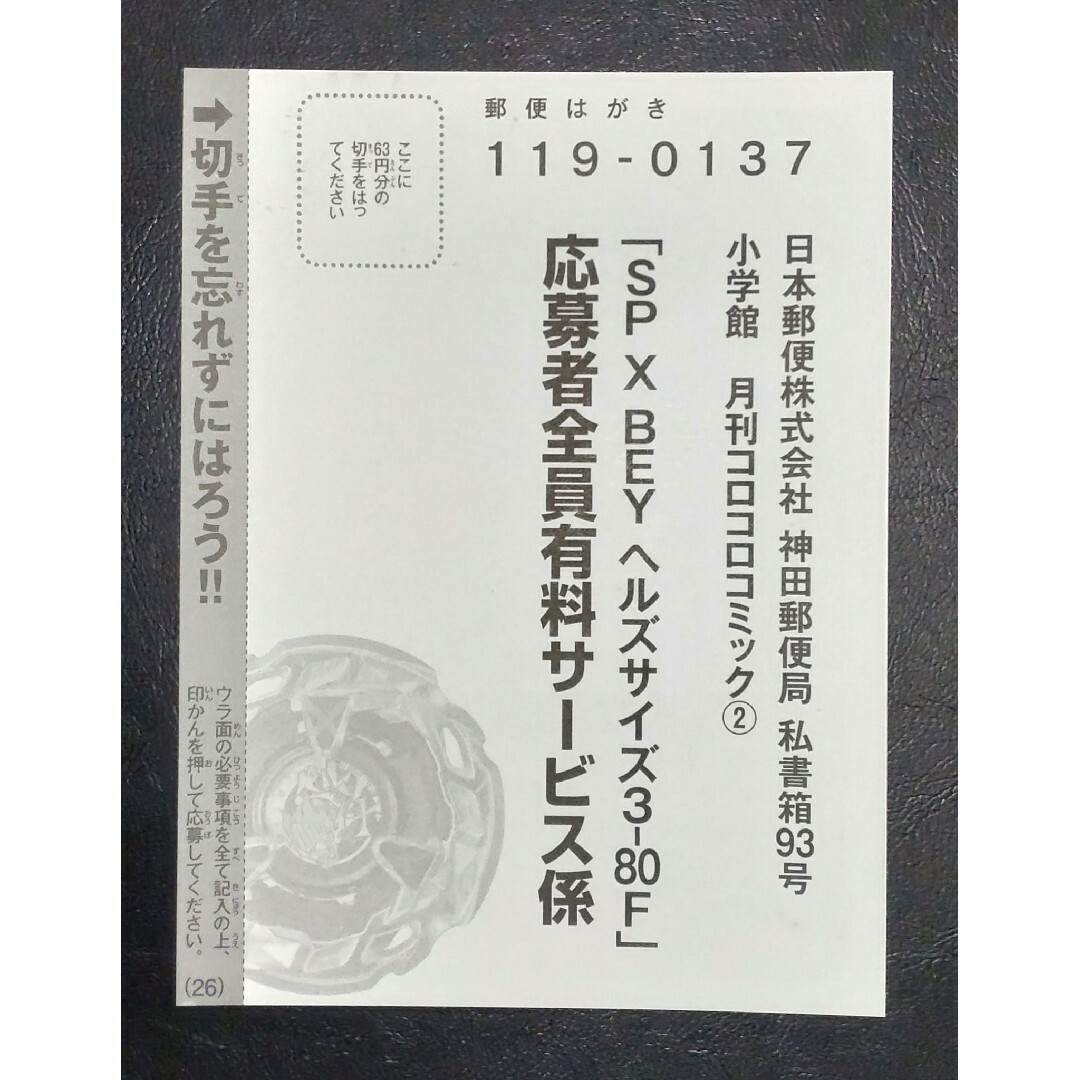 郵便はがき
119-0137
日本郵便株式会社 神田郵便局 私書箱93号
小学館 月刊コロコロコミック②
「SP X BEY ヘルズサイズ3-80F」
応募者全員有料サービス係
ここに
63円分の
切手をはっ
てください
➡切手を忘れずにはろう!!
ウラ面の必要事項を全て記入の上、
印かんを押して応募してください。
(26)